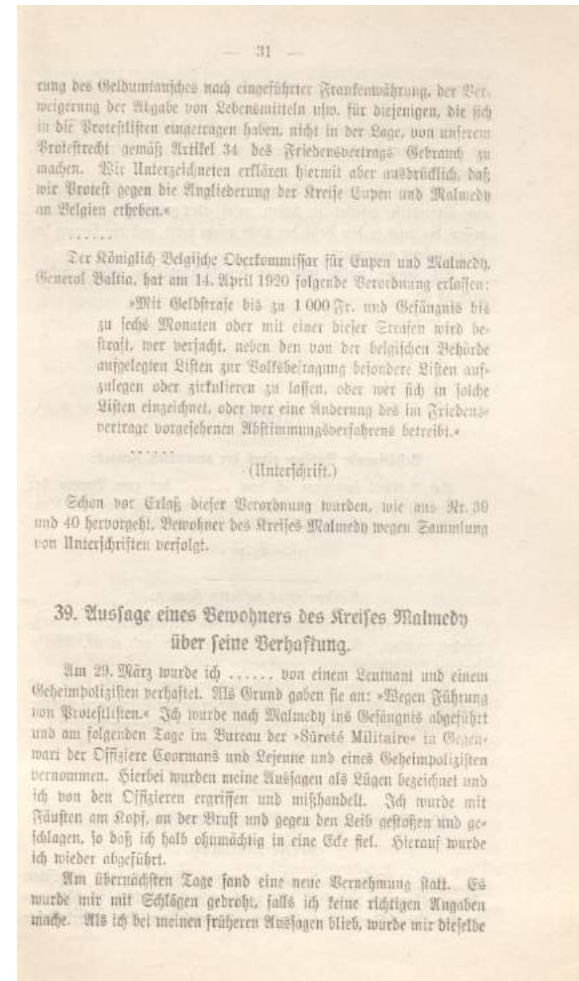 — 31 —
rung des Geldumtausches nach eingeführter Frankenwährung, der Ver-
weigerung der Abgabe von Lebensmitteln usw. für diejenigen, die sich
in die Protestlisten eingetragen haben, nicht in der Lage, von unserem
Protestrecht gemäß Artikel 34 des Friedensvertrags Gebrauch zu
machen. Wir Unterzeichneten erklären hiermit aber ausdrücklich, daß
wir Protest gegen die Angliederung der Kreise Eupen und Malmedy
an Belgien erheben.«
......
Der Königlich Belgische Oberkommissar für Eupen und Malmedy,
General Baltia, hat am 14. April 1920 folgende Verordnung erlassen:
»Mit Geldstrafe bis zu 1 000 Fr. und Gefängnis bis
zu sechs Monaten oder mit einer dieser Strafen wird be-
straft, wer versucht, neben den von der belgischen Behörde
aufgelegten Listen zur Volksbefragung besondere Listen auf-
zulegen oder zirkulieren zu lassen, oder wer sich in solche
Listen einzeichnet, oder wer eine Änderung des im Friedens-
vertrage vorgesehenen Abstimmungsverfahrens betreibt.«
......
(Unterschrift.)
Schon vor Erlaß dieser Verordnung wurden, wie aus Nr. 39
und 40 hervorgeht, Bewohner des Kreises Malmedy wegen Sammlung
von Unterschriften verfolgt.
39. Aussage eines Bewohners des Kreises Malmedy
über seine Verhaftung.
Am 29. März wurde ich ...... von einem Leutnant und einem
Geheimpolizisten verhaftet. Als Grund gaben sie an: »Wegen Führung
von Protestlisten.« Ich wurde nach Malmedy ins Gefängnis abgeführt
und am folgenden Tage im Bureau der »Sûreté Militaire« in Gegen-
wart der Offiziere Coormans und Lejeune und eines Geheimpolizisten
vernommen. Hierbei wurden meine Aussagen als Lügen bezeichnet und
ich von den Offizieren ergriffen und mißhandelt. Ich wurde mit
Fäusten am Kopf, an der Brust und gegen den Leib gestoßen und ge-
schlagen, so daß ich halb ohnmächtig in eine Ecke fiel. Hierauf wurde
ich wieder abgeführt.
Am übernächsten Tage fand eine neue Vernehmung statt. Es
wurde mir mit Schlägen gedroht, falls ich keine richtigen Angaben
mache. Als ich bei meinen früheren Aussagen blieb, wurde mir dieselbe